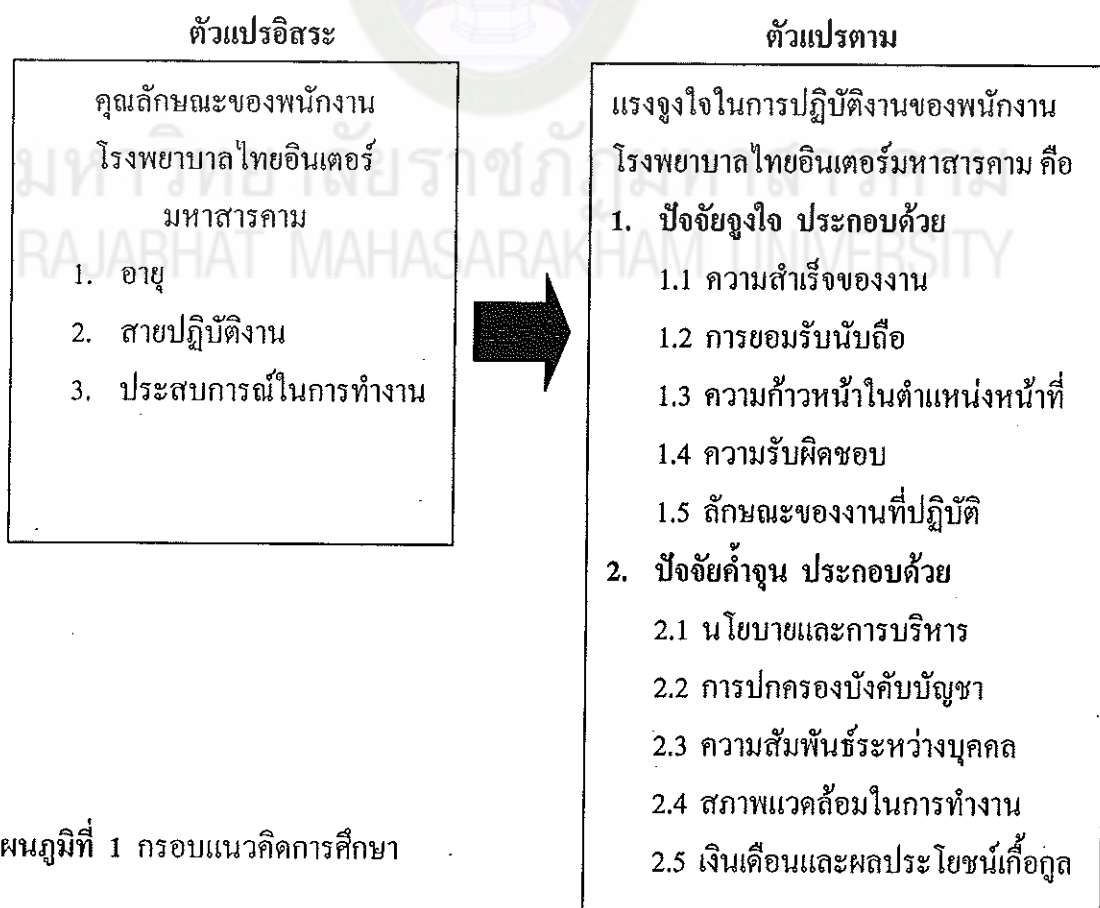 ตัวแปรอิสระ
คุณลักษณะของพนักงาน
โรงพยาบาลไทยอินเตอร์
มหาสารคาม
1. อายุ
2. สายปฏิบัติงาน
3. ประสบการณ์ในการทำงาน
ตัวแปรตาม
แรงจูงใจในการปฏิบัติงานของพนักงาน
โรงพยาบาลไทยอินเตอร์มหาสารคาม คือ
1. ปัจจัยจูงใจ ประกอบด้วย
1.1 ความสำเร็จของงาน
1.2 การยอมรับนับถือ
1.3 ความก้าวหน้าในตำแหน่งหน้าที่
1.4 ความรับผิดชอบ
1.5 ลักษณะของงานที่ปฏิบัติ
2. ปัจจัยค้ำจุน ประกอบด้วย
2.1 นโยบายและการบริหาร
2.2 การปกครองบังคับบัญชา
2.3 ความสัมพันธ์ระหว่างบุคคล
2.4 สภาพแวดล้อมในการทำงาน
2.5 เงินเดือนและผลประโยชน์เกื้อกูล
ผนภูมิที่ 1 กรอบแนวคิดการศึกษา
มหาวิทยาลัยราชภัฏมหาสารคาม
RAJABHAT MAHASARAKHAM UNIVERSITY